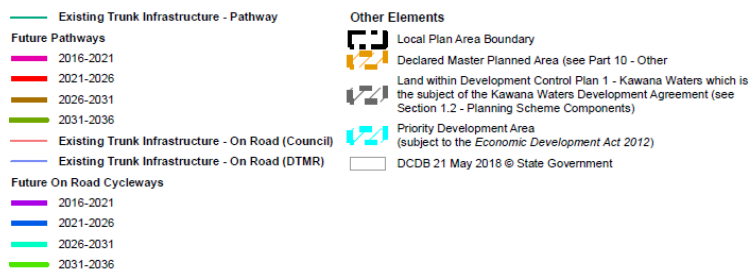 Existing Trunk Infrastructure - Pathway
Future Pathways
2016-2021
2021-2026
2026-2031
2031-2036
Existing Trunk Infrastructure - On Road (Council)
Existing Trunk Infrastructure - On Road (DTMR)
Future On Road Cycleways
2016-2021
2021-2026
2026-2031
2031-2036
Other Elements
Local Plan Area Boundary
Declared Master Planned Area (see Part 10 - Other
Land within Development Control Plan 1 - Kawana Waters which is
the subject of the Kawana Waters Development Agreement (see
Section 1.2 - Planning Scheme Components)
Priority Development Area
(subject to the Economic Development Act 2012)
DCDB 21 May 2018 © State Government